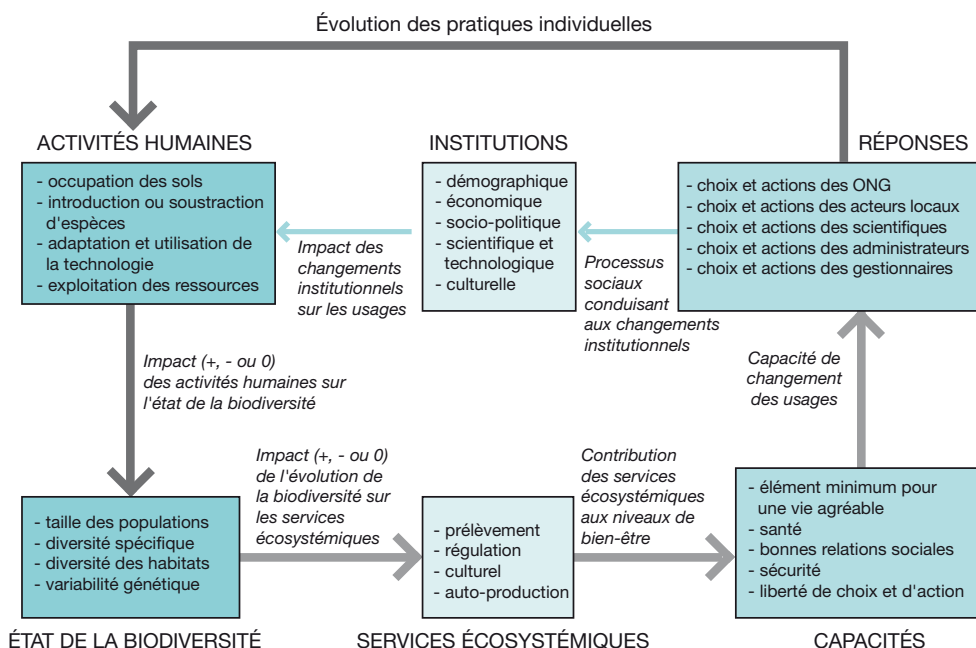 Évolution des pratiques individuelles
ACTIVITÉS HUMAINES
- occupation des sols
- introduction ou soustraction
d'espèces
- adaptation et utilisation de
la technologie
- exploitation des ressources
Impact des
changements
institutionnels
sur les usages
INSTITUTIONS
- démographique
- économique
- socio-politique
- scientifique et
technologique
- culturelle
Processus
sociaux
conduisant
aux changements
institutionnels
RÉPONSES
- choix et actions des ONG
- choix et actions des acteurs locaux
- choix et actions des scientifiques
- choix et actions des administrateurs
- choix et actions des gestionnaires
Impact (+, - ou 0)
des activités humaines sur
l'état de la biodiversité
Capacité de
changement
des usages
- taille des populations
- diversité spécifique
- diversité des habitats
- variabilité génétique
ÉTAT DE LA BIODIVERSITÉ
Impact (+, - ou 0)
de l'évolution de
la biodiversité sur
les services
écosystémiques
- prélèvement
- régulation
- culturel
- auto-production
SERVICES ÉCOSYSTÉMIQUES
Contribution
des services
écosystémiques
aux niveaux de
bien-être
- élément minimum pour
une vie agréable
- santé
- bonnes relations sociales
- sécurité
- liberté de choix et d'action
CAPACITÉS